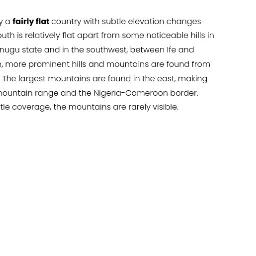 y a fairly flat country with subtle elevation changes
outh is relatively flat apart from some noticeable hills in
nugu state and in the southwest, between Ife and
, more prominent hills and mountains are found from
The largest mountains are found in the east, making
mountain range and the Nigeria-Cameroon border.
tle coverage, the mountains are rarely visible.